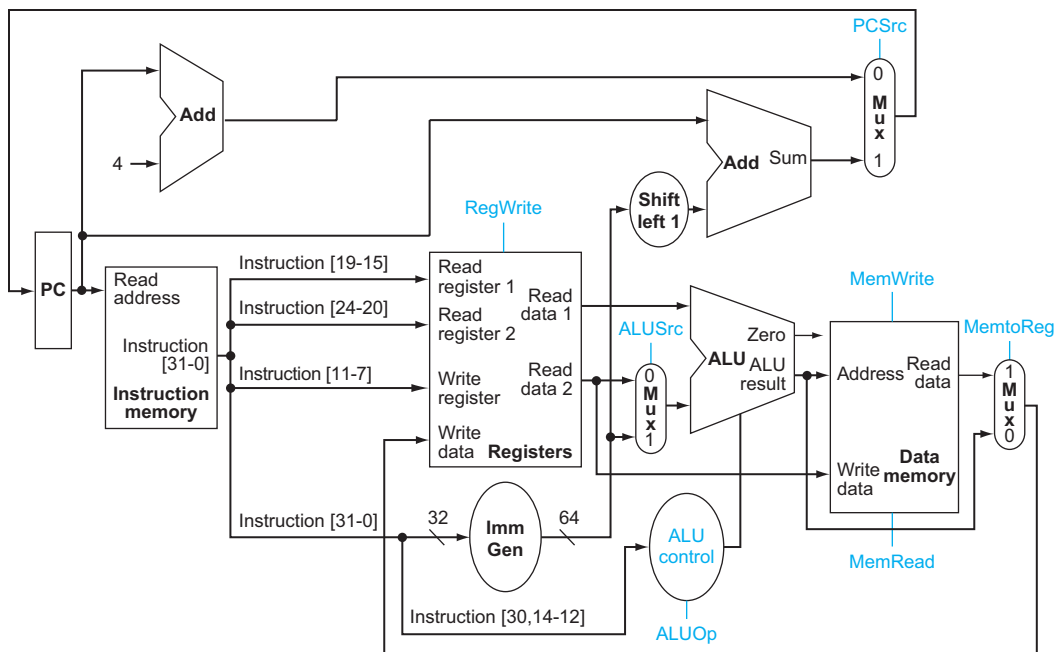 PCSrc
0
Mux
1
Add
4
Add
Sum
Shift
left 1
RegWrite
PC
Read
address
Instruction
[31-0]
Instruction
memory
Instruction [19-15]
Instruction [24-20]
Instruction [11-7]
Read
register 1
Read
register 2
Write
register
Write
data
Read
data 1
Read
data 2
Registers
ALUSrc
0
Mux
1
ALU
Zero
ALU
result
MemWrite
Address
Read
data
Write
data
Data
memory
MemRead
MemtoReg
1
Mux
0
Instruction [31-0]
32
Imm
Gen
64
ALU
control
ALUOp
Instruction [30,14-12]